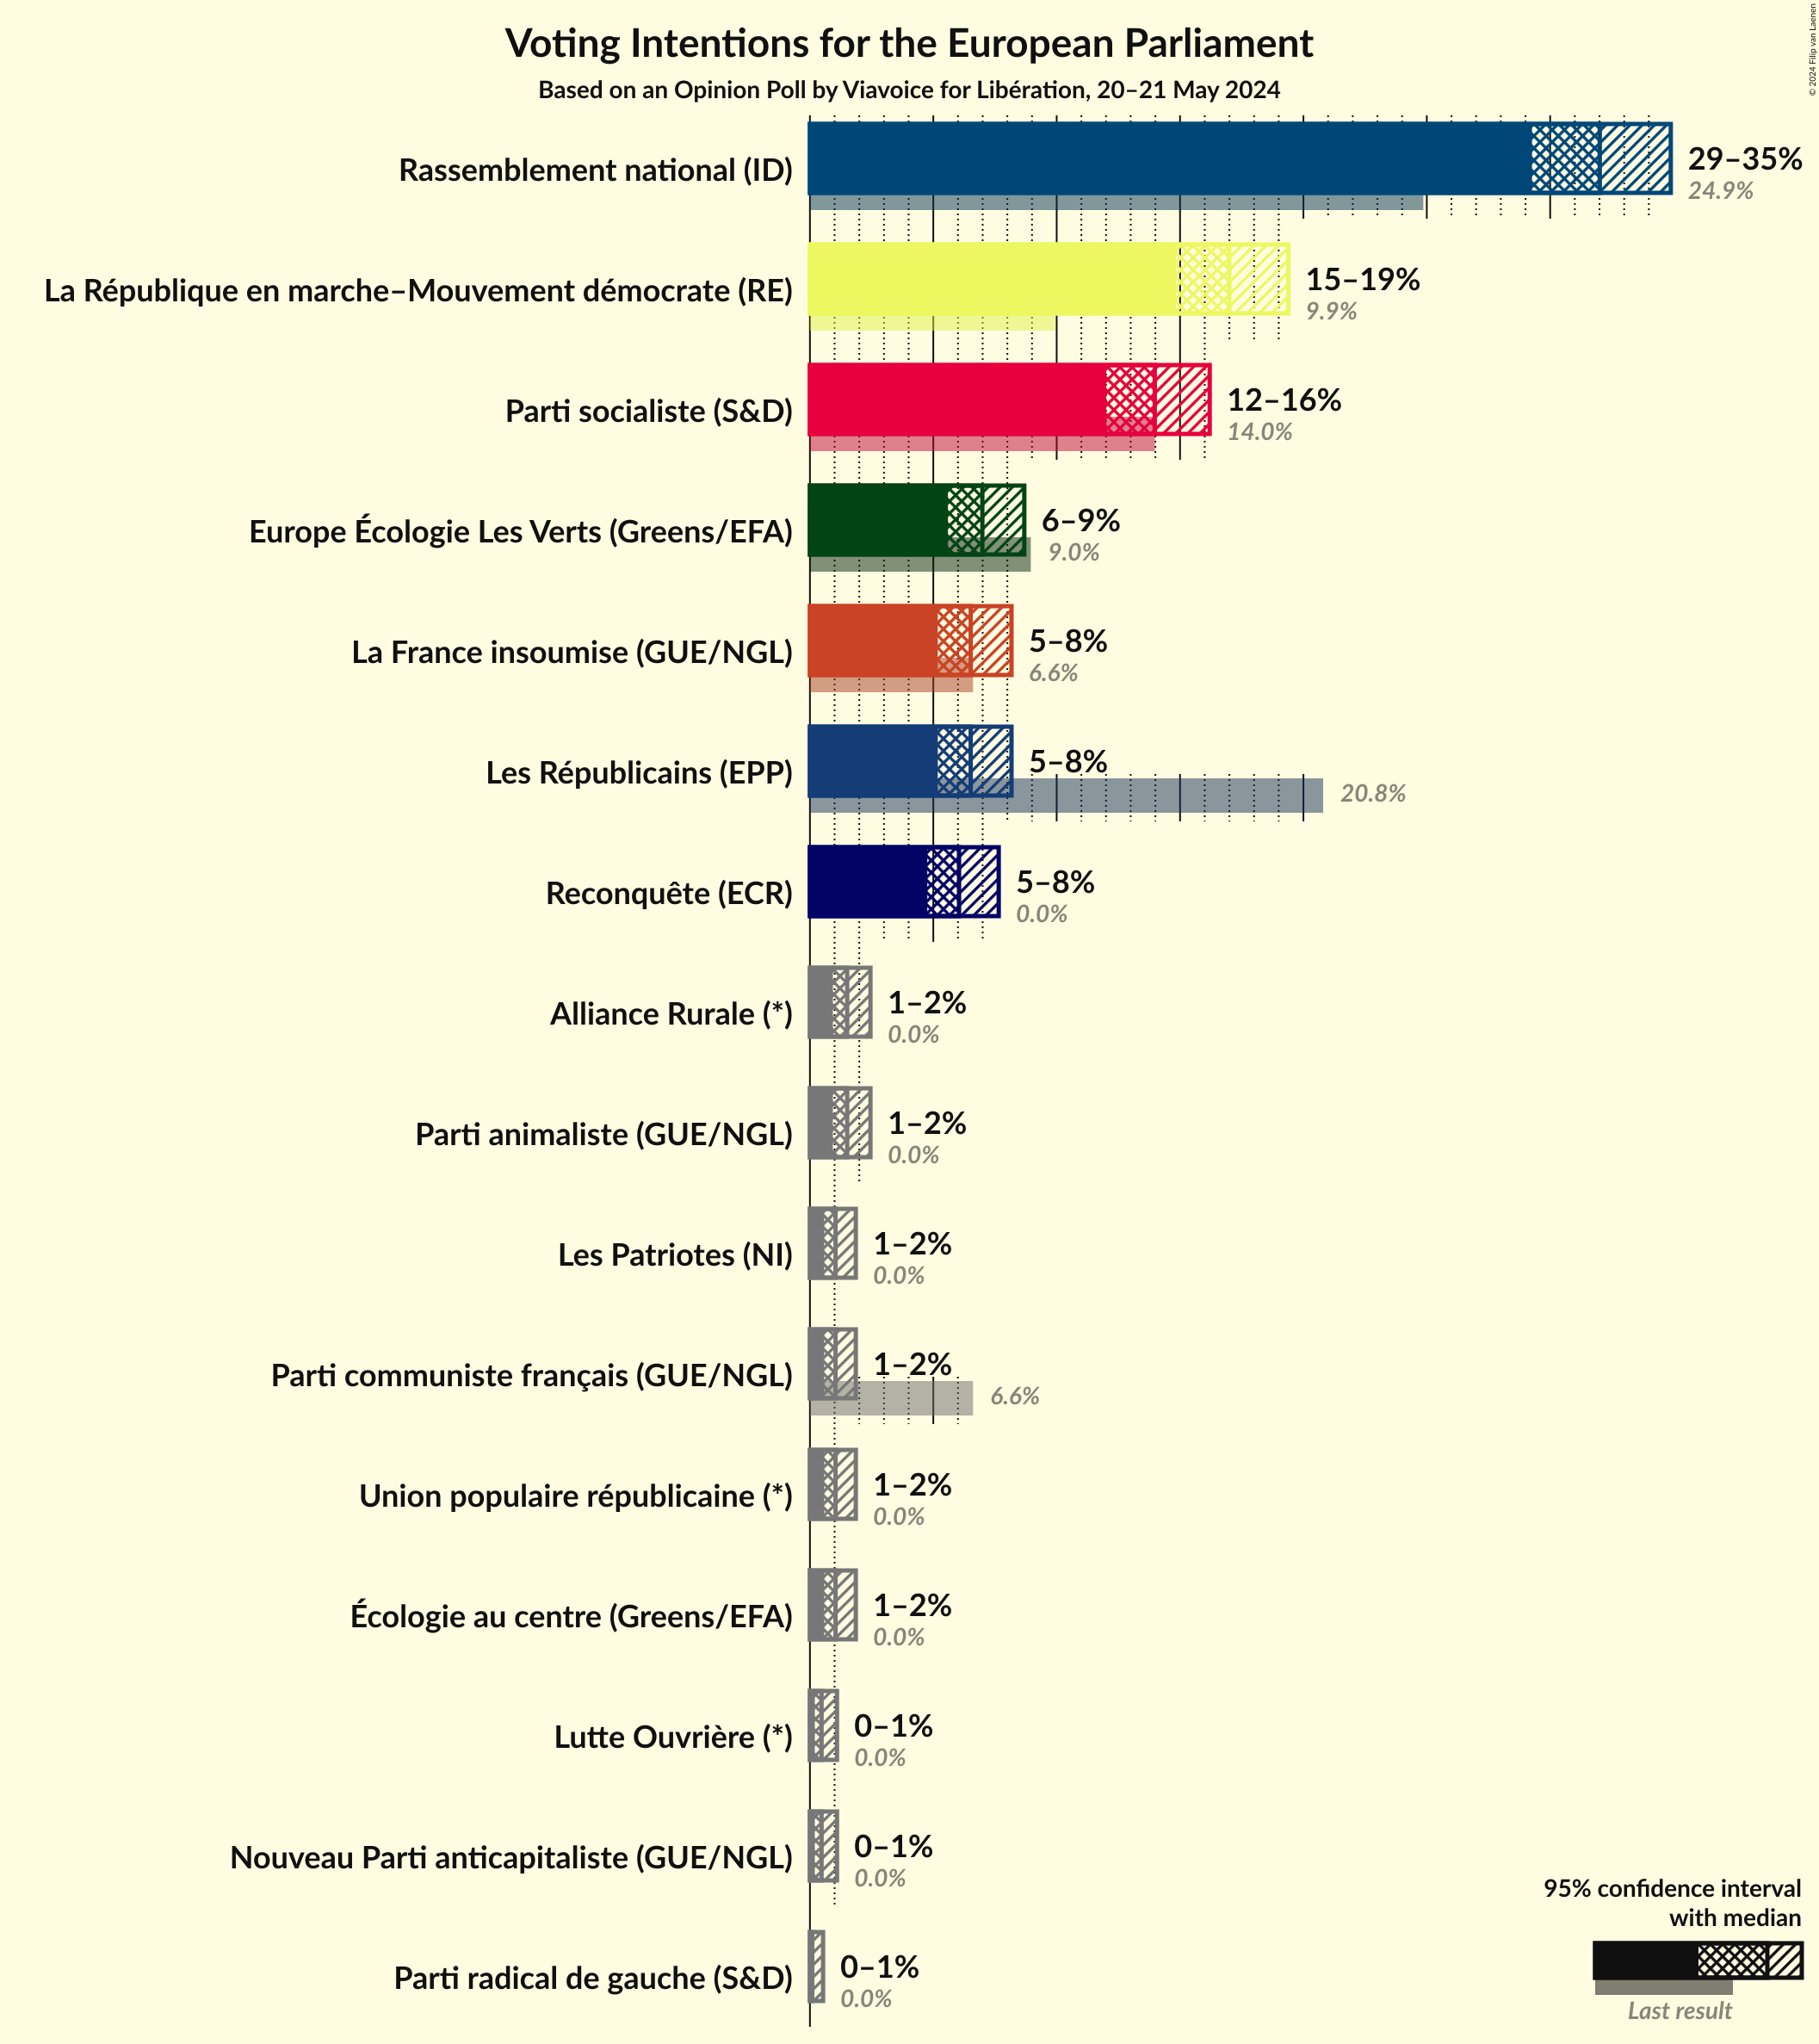 Voting Intentions for the European Parliament
Based on an Opinion Poll by Viavoice for Libération, 20–21 May 2024
© 2024 Filip van Laenen
Rassemblement national (ID)
29–35%
24.9%
La République en marche–Mouvement démocrate (RE)
15–19%
9.9%
Parti socialiste (S&D)
12–16%
14.0%
Europe Écologie Les Verts (Greens/EFA)
6–9%
9.0%
La France insoumise (GUE/NGL)
5–8%
6.6%
Les Républicains (EPP)
5–8%
20.8%
Reconquête (ECR)
5–8%
0.0%
Alliance Rurale (*)
1–2%
0.0%
Parti animaliste (GUE/NGL)
1–2%
0.0%
Les Patriotes (NI)
1–2%
0.0%
Parti communiste français (GUE/NGL)
1–2%
6.6%
Union populaire républicaine (*)
1–2%
0.0%
Écologie au centre (Greens/EFA)
1–2%
0.0%
Lutte Ouvrière (*)
0–1%
0.0%
Nouveau Parti anticapitaliste (GUE/NGL)
0–1%
0.0%
Parti radical de gauche (S&D)
0–1%
0.0%
95% confidence interval
with median
Last result